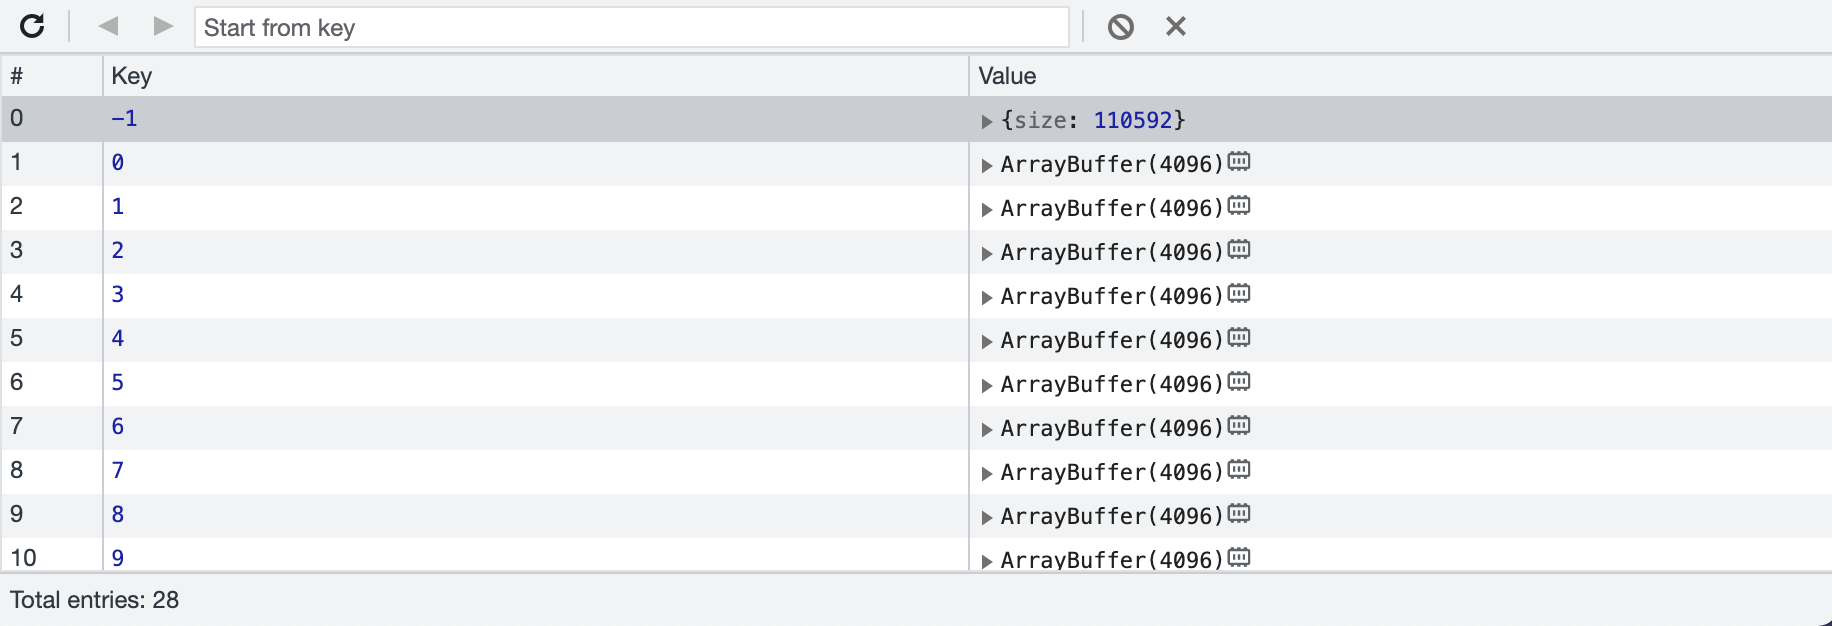 Start from key
# Key Value
0 -1 {size: 110592}
1 0 ArrayBuffer(4096)
2 1 ArrayBuffer(4096)
3 2 ArrayBuffer(4096)
4 3 ArrayBuffer(4096)
5 4 ArrayBuffer(4096)
6 5 ArrayBuffer(4096)
7 6 ArrayBuffer(4096)
8 7 ArrayBuffer(4096)
9 8 ArrayBuffer(4096)
10 9 ArrayBuffer(4096)
Total entries: 28